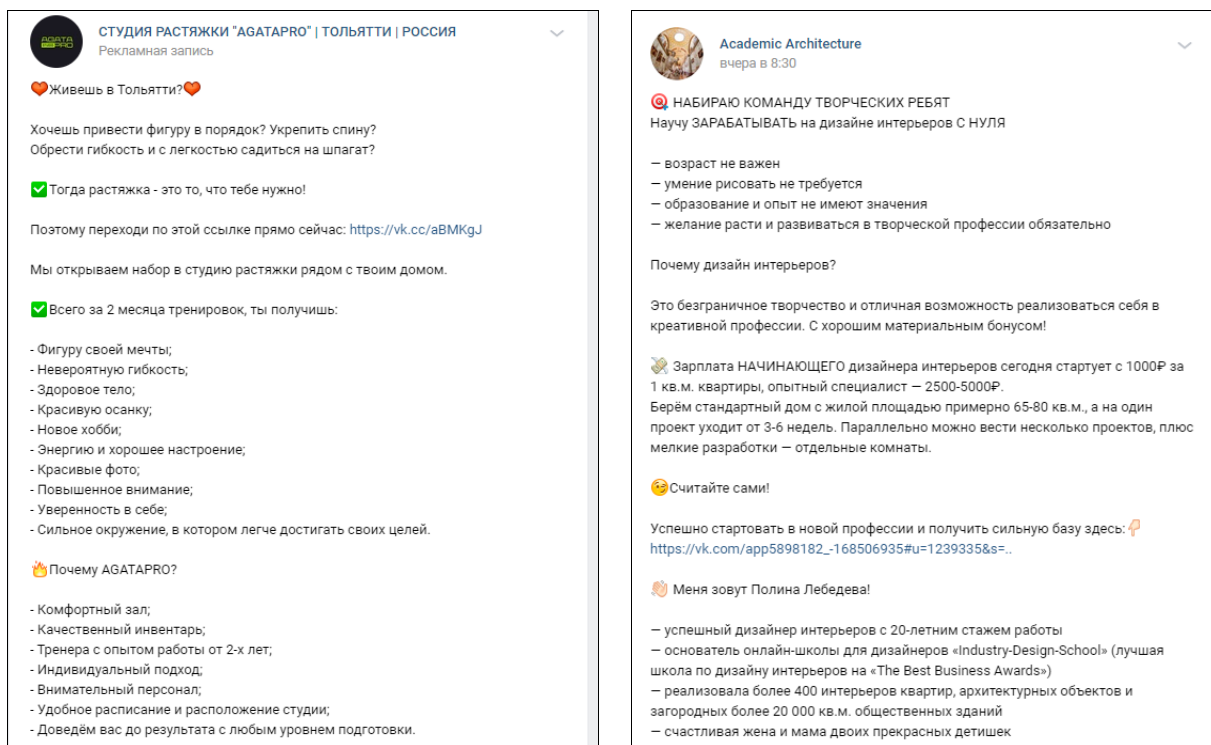 AGATA
PRO
СТУДИЯ РАСТЯЖКИ "AGATAPRO" | ТОЛЬЯТТИ | РОССИЯ
Рекламная запись
Живешь в Тольятти?
Хочешь привести фигуру в порядок? Укрепить спину?
Обрести гибкость и с легкостью садиться на шпагат?
Тогда растяжка - это то, что тебе нужно!
Поэтому переходи по этой ссылке прямо сейчас: https://vk.cc/aBMKgJ
Мы открываем набор в студию растяжки рядом с твоим домом.
Всего за 2 месяца тренировок, ты получишь:
- Фигуру своей мечты;
- Невероятную гибкость;
- Здоровое тело;
- Красивую осанку;
- Новое хобби;
- Энергию и хорошее настроение;
- Красивые фото;
- Повышенное внимание;
- Уверенность в себе;
- Сильное окружение, в котором легче достигать своих целей.
Почему AGATAPRO?
- Комфортный зал;
- Качественный инвентарь;
- Тренера с опытом работы от 2-х лет;
- Индивидуальный подход;
- Внимательный персонал;
- Удобное расписание и расположение студии;
- Доведём вас до результата с любым уровнем подготовки.
Academic Architecture
вчера в 8:30
НАБИРАЮ КОМАНДУ ТВОРЧЕСКИХ РЕБЯТ
Научу ЗАРАБАТЫВАТЬ на дизайне интерьеров С НУЛЯ
— возраст не важен
— умение рисовать не требуется
— образование и опыт не имеют значения
— желание расти и развиваться в творческой профессии обязательно
Почему дизайн интерьеров?
Это безграничное творчество и отличная возможность реализоваться себя в
креативной профессии. С хорошим материальным бонусом!
Зарплата НАЧИНАЮЩЕГО дизайнера интерьеров сегодня стартует с 1000₽ за
1 кв.м. квартиры, опытный специалист — 2500-5000₽.
Берём стандартный дом с жилой площадью примерно 65-80 кв.м., а на один
проект уходит от 3-6 недель. Параллельно можно вести несколько проектов, плюс
мелкие разработки — отдельные комнаты.
Считайте сами!
Успешно стартовать в новой профессии и получить сильную базу здесь:
https://vk.com/app5898182_-168506935#u=1239335&s=..
Меня зовут Полина Лебедева!
— успешный дизайнер интерьеров с 20-летним стажем работы
— основатель онлайн-школы для дизайнеров «Industry-Design-School» (лучшая
школа по дизайну интерьеров на «The Best Business Awards»)
— реализовала более 400 интерьеров квартир, архитектурных объектов и
загородных более 20 000 кв.м. общественных зданий
— счастливая жена и мама двоих прекрасных детишек